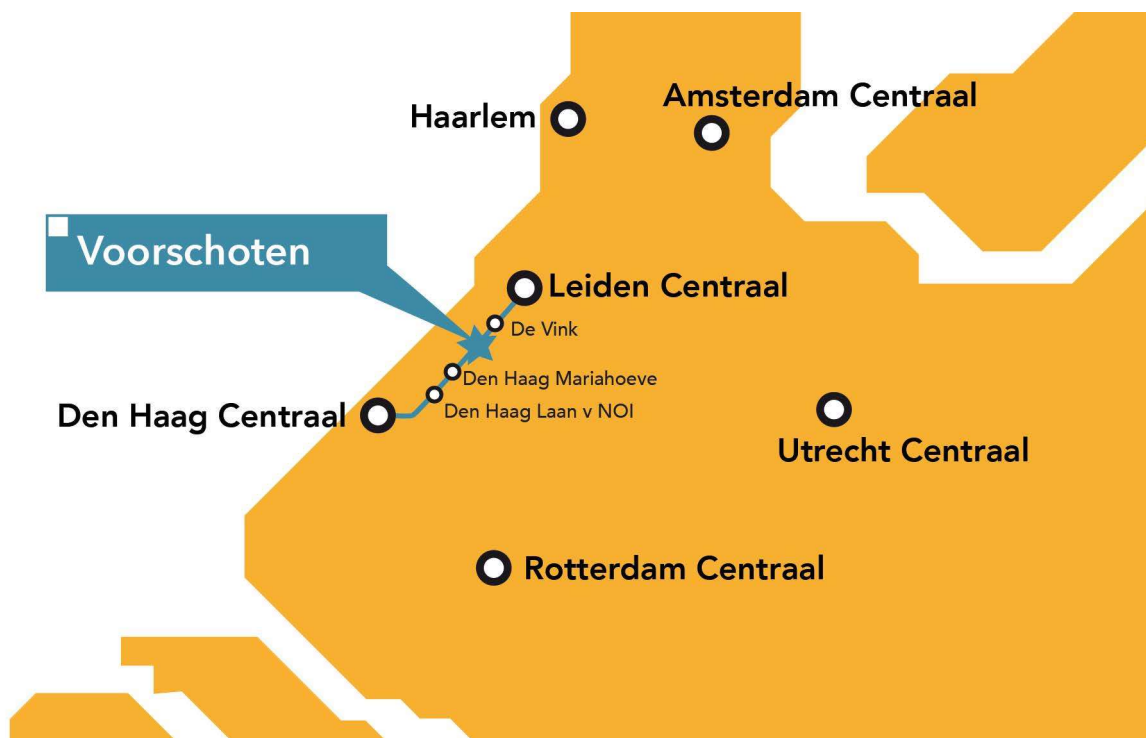 Haarlem
Amsterdam Centraal
Voorschoten
Leiden Centraal
De Vink
Den Haag Mariahoeve
Den Haag Laan v NOI
Den Haag Centraal
Utrecht Centraal
Rotterdam Centraal